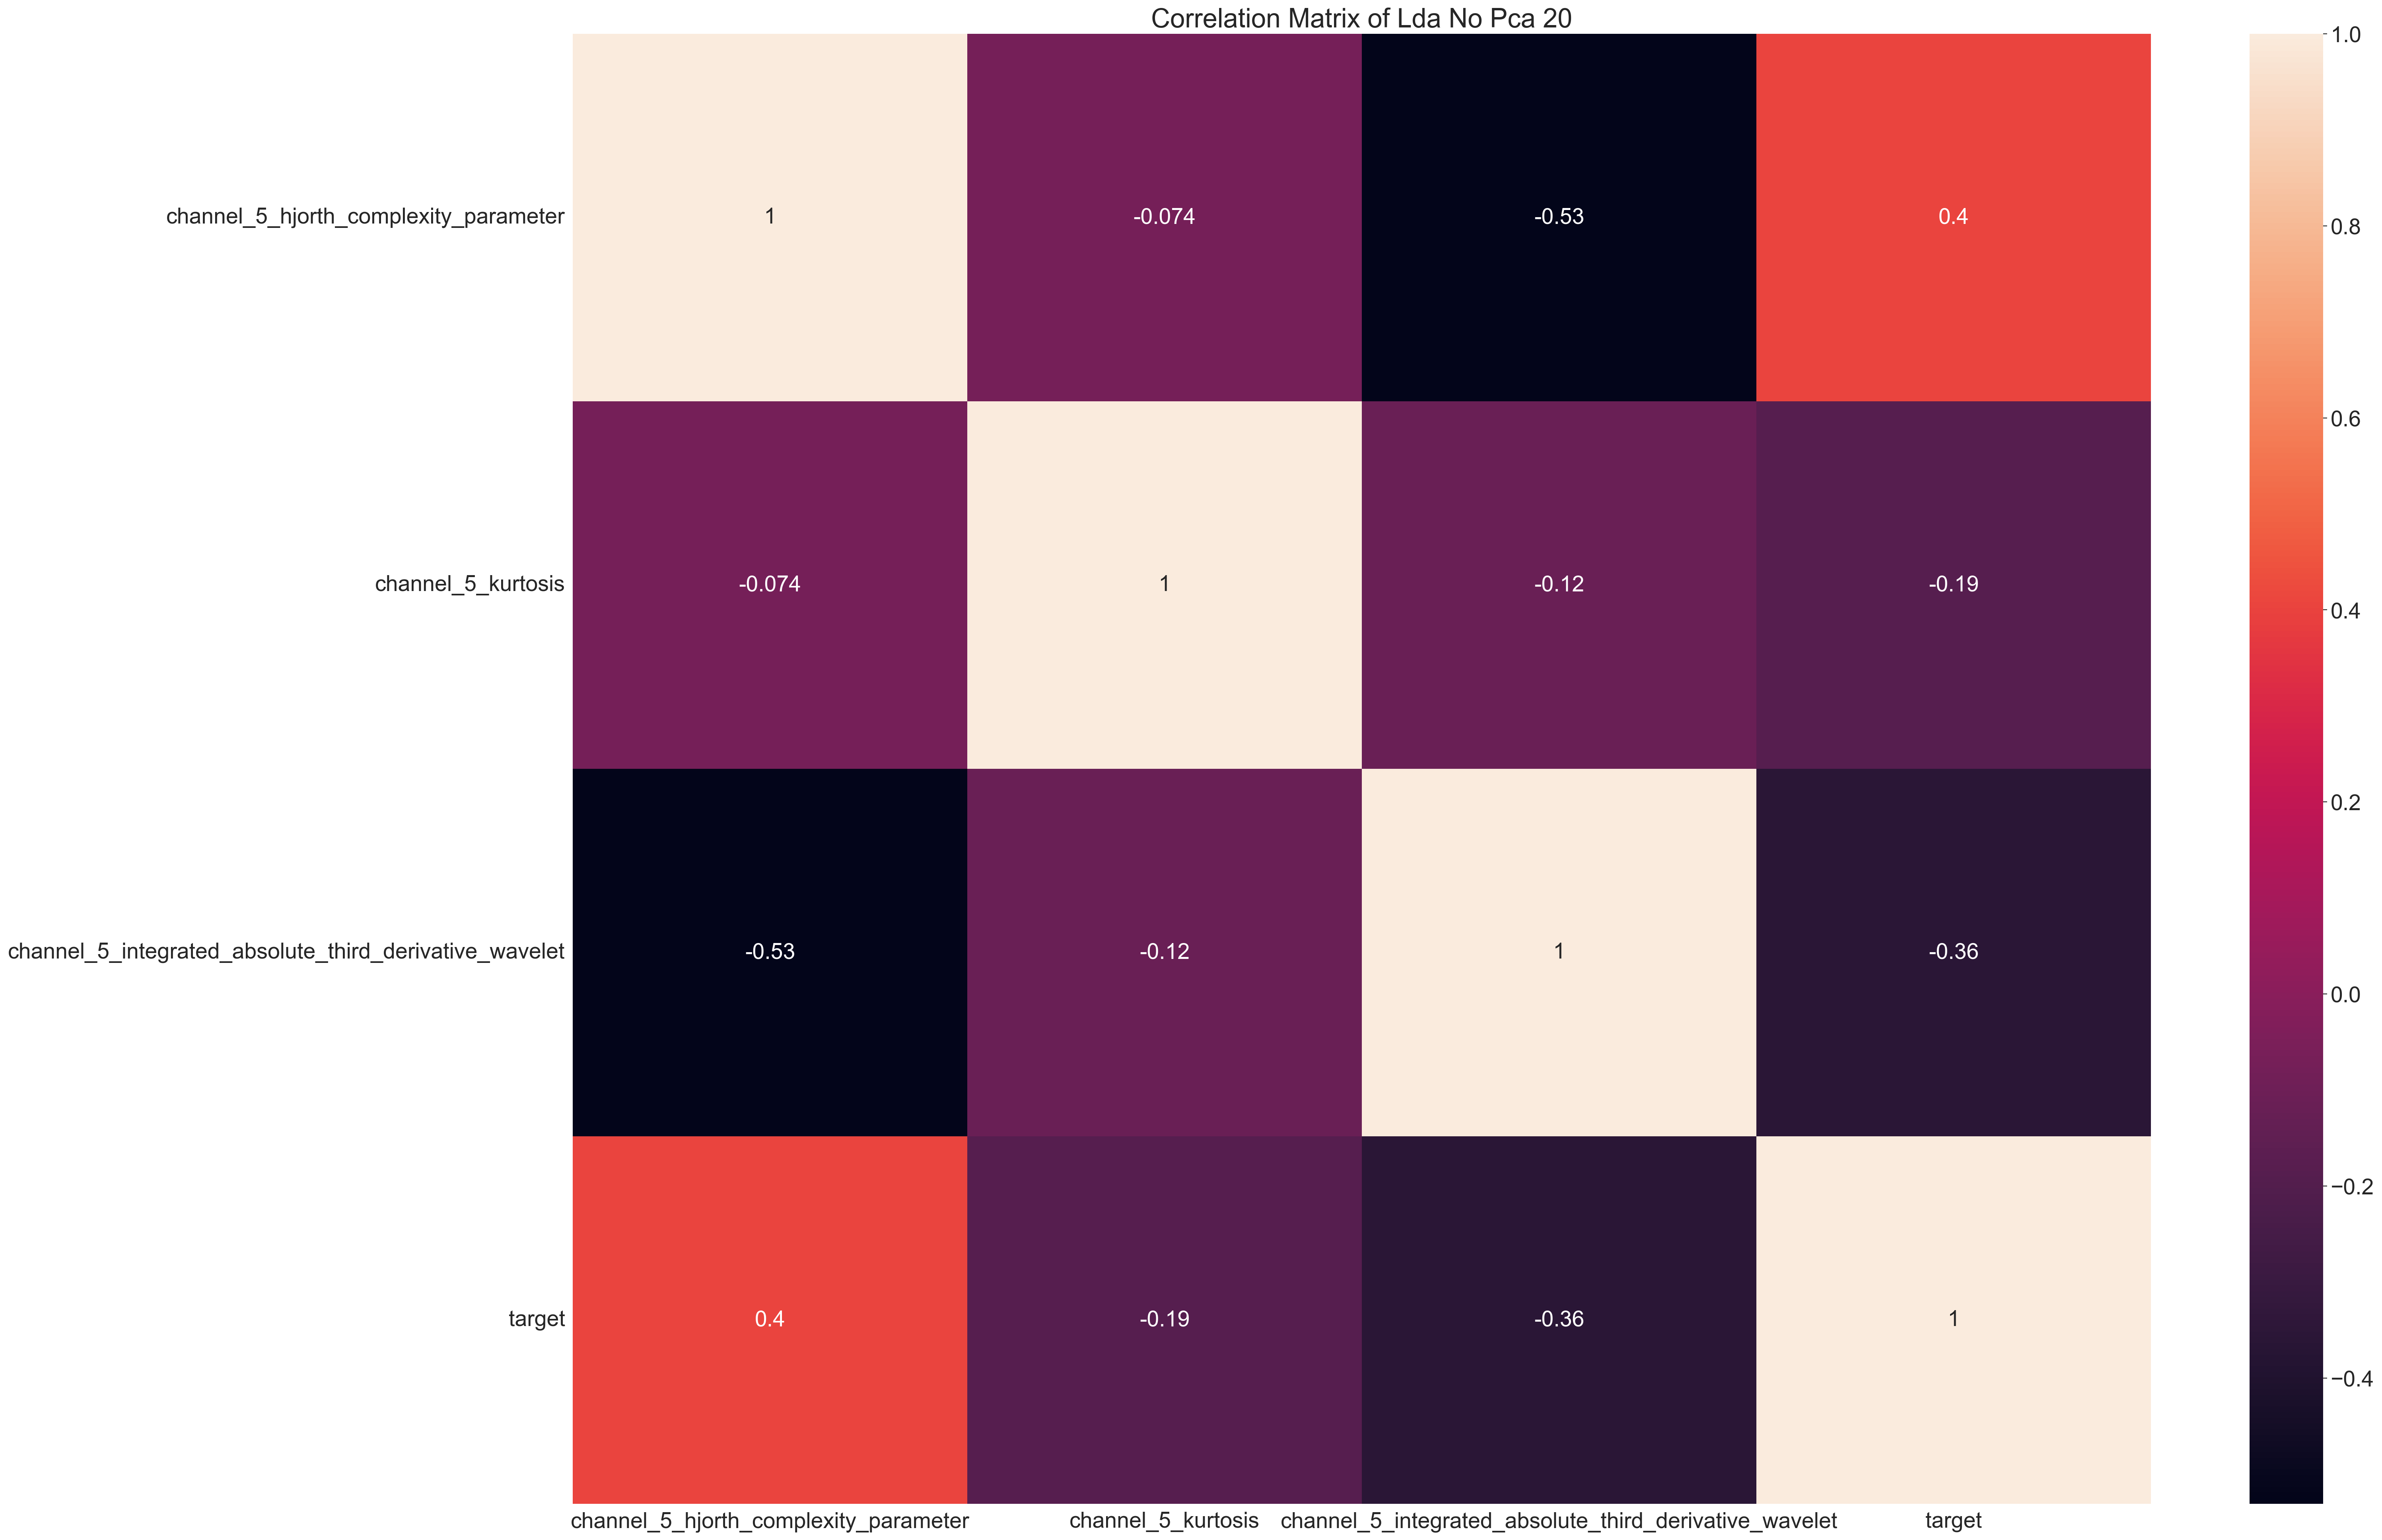 Correlation Matrix of Lda No Pca 20
channel_5_hjorth_complexity_parameter
1
-0.074
-0.53
0.4
channel_5_kurtosis
-0.074
1
-0.12
-0.19
channel_5_integrated_absolute_third_derivative_wavelet
-0.53
-0.12
1
-0.36
target
0.4
-0.19
-0.36
1
channel_5_hjorth_complexity_parameter
channel_5_kurtosis
channel_5_integrated_absolute_third_derivative_wavelet
target
1.0
0.8
0.6
0.4
0.2
0.0
−0.2
−0.4